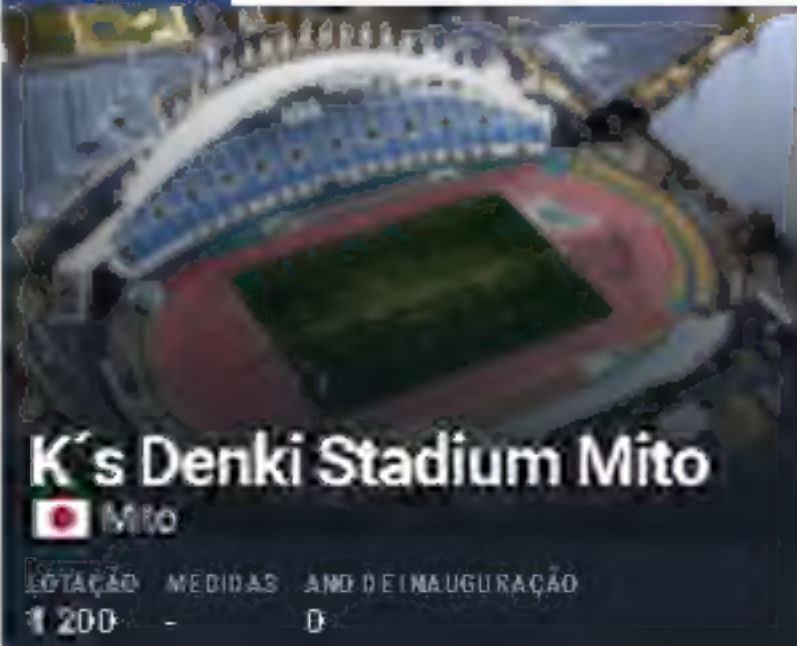 K´s Denki Stadium Mito
Mito
LOTAÇÃO MEDIDAS ANO DE INAUGURAÇÃO
1 200 - 0